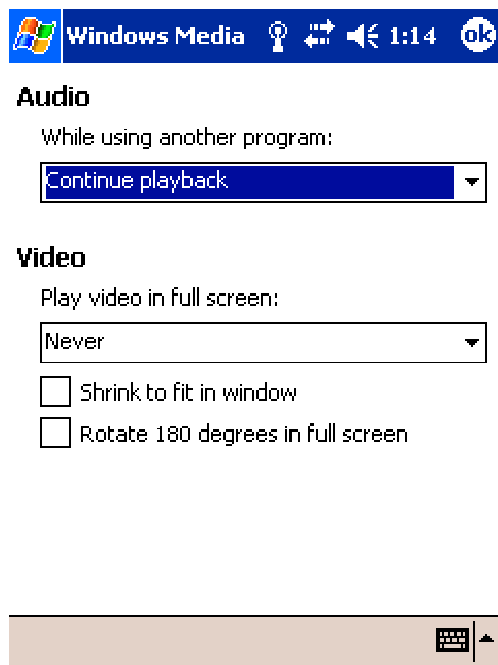 Windows Media 1:14 ok
Audio
While using another program:
Continue playback
Video
Play video in full screen:
Never
Shrink to fit in window
Rotate 180 degrees in full screen